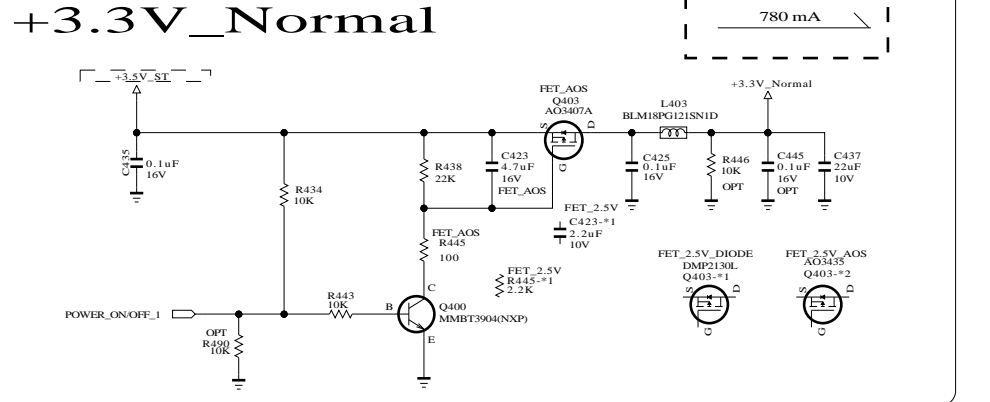 +3.3V_Normal
780 mA
+3.5V_ST
C435
0.1uF
16V
R434
10K
R438
22K
C423
4.7uF
16V
FET_AOS
FET_AOS
Q403
AO3407A
S
D
G
L403
BLM18PG121SN1D
+3.3V_Normal
C425
0.1uF
16V
R446
10K
OPT
C445
0.1uF
16V
OPT
C437
22uF
10V
FET_2.5V
C423-*1
2.2uF
10V
FET_AOS
R445
100
FET_2.5V
R445-*1
2.2K
FET_2.5V_DIODE
DMP2130L
Q403-*1
S
D
G
FET_2.5V_AOS
AO3435
Q403-*2
S
D
G
POWER_ON/OFF_1
OPT
R490
10K
R443
10K
B
C
E
Q400
MMBT3904(NXP)